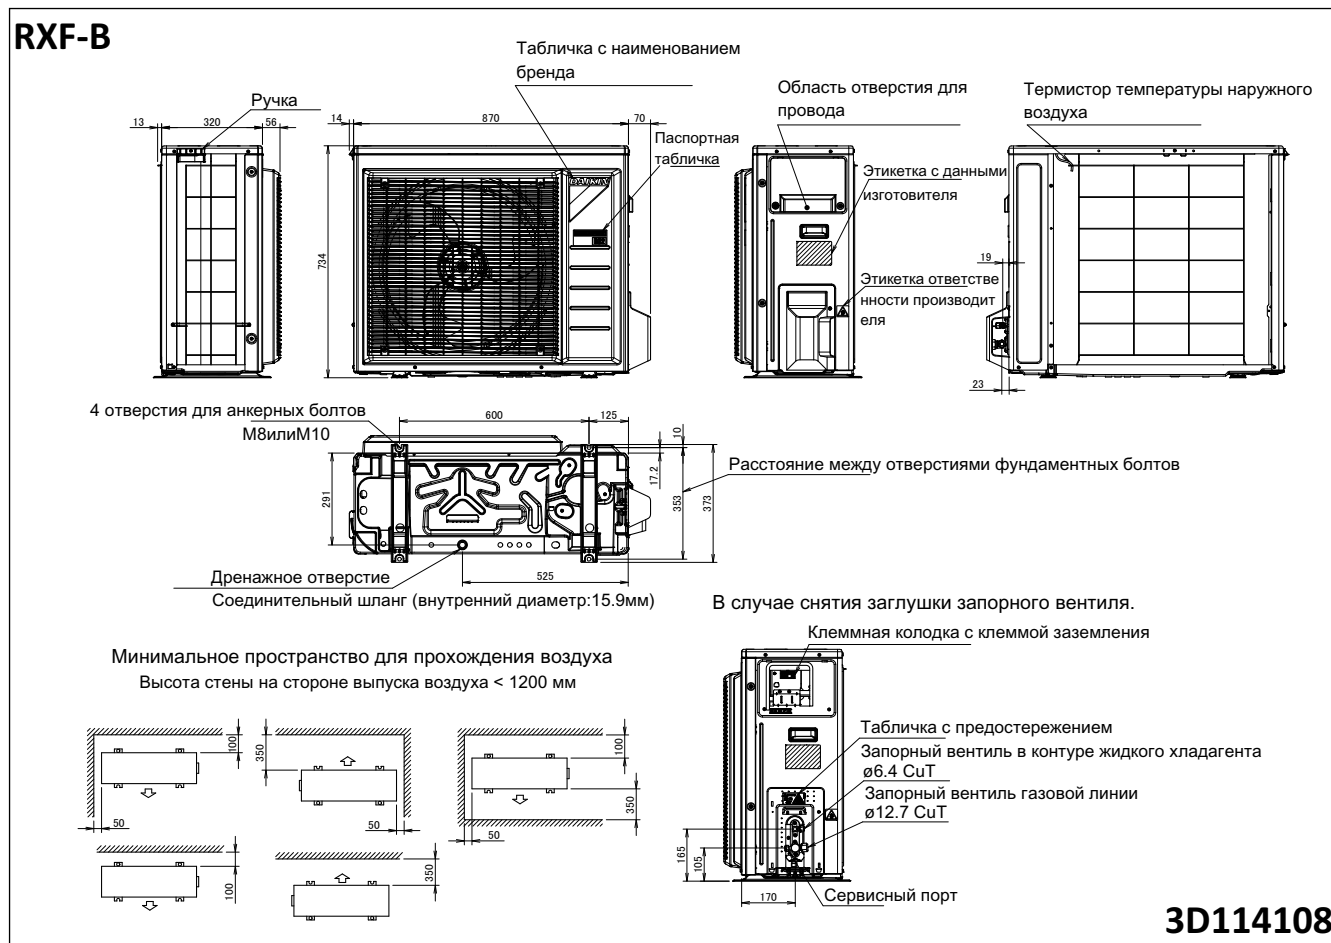 RXF-B
Табличка с наименованием
бренда
Ручка
Область отверстия для
провода
Термистор температуры наружного
воздуха
13
320
56
14
870
70
Паспортная
табличка
DAIKIN
Этикетка с данными
изготовителя
734
19
Этикетка ответстве
нности производит
еля
23
4 отверстия для анкерных болтов
М8илиМ10
600
125
10
17.2
291
353
373
Расстояние между отверстиями фундаментных болтов
Дренажное отверстие
525
Соединительный шланг (внутренний диаметр:15.9мм)
В случае снятия заглушки запорного вентиля.
Клеммная колодка с клеммой заземления
Минимальное пространство для прохождения воздуха
Высота стены на стороне выпуска воздуха < 1200 мм
100
350
100
350
50
50
50
Табличка с предостережением
Запорный вентиль в контуре жидкого хладагента
ø6.4 CuT
Запорный вентиль газовой линии
ø12.7 CuT
100
350
165
105
170
Сервисный порт
3D114108